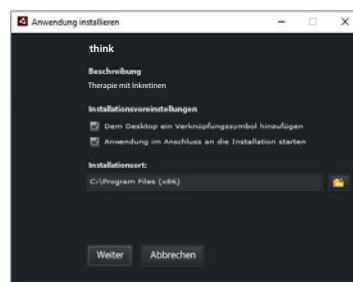 Anwendung installieren
think
Beschreibung
Therapie mit Inkretinen
Installationsvoreinstellungen
Dem Desktop ein Verknüpfungssymbol hinzufügen
Anwendung im Anschluss an die Installation starten
Installationsort:
C:\Program Files (x86)
Weiter Abbrechen